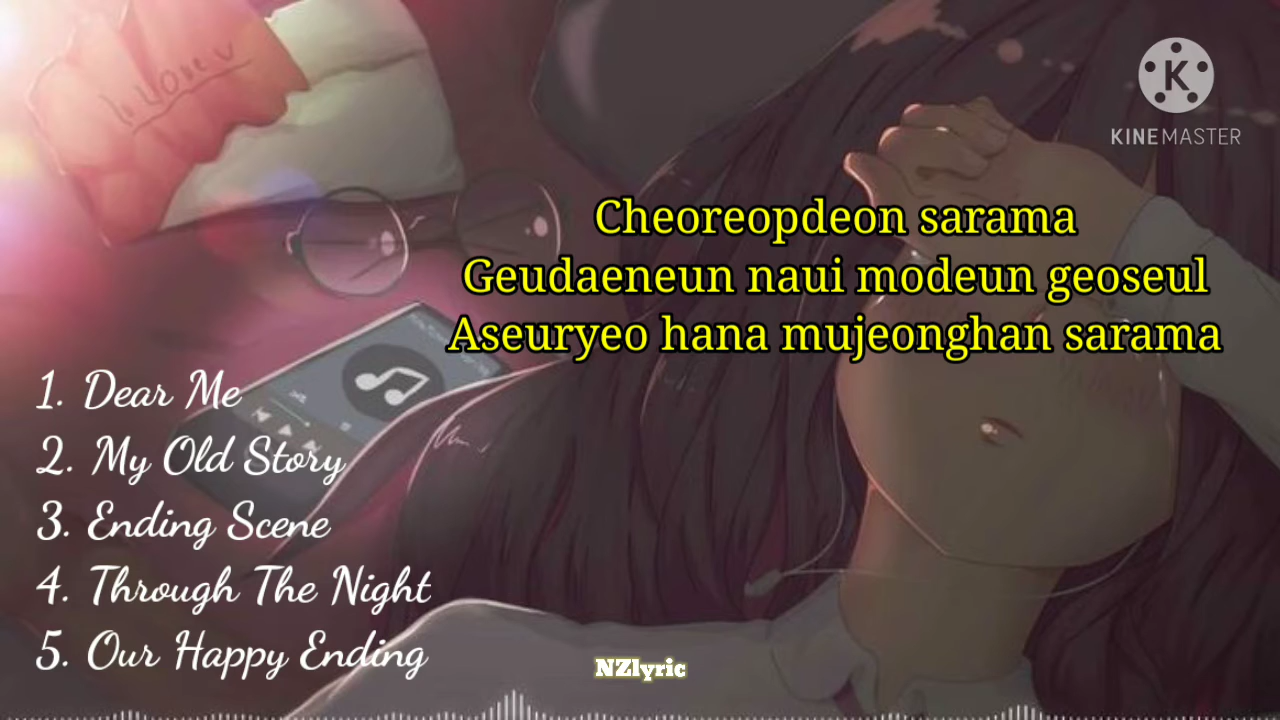 KINEMASTER
Cheoreopdeon sarama
Geudaeneun naui modeun geoseul
Aseuryeo hana mujeonghan sarama
1. Dear Me
2. My Old Story
3. Ending Scene
4. Through The Night
5. Our Happy Ending
NZlyric